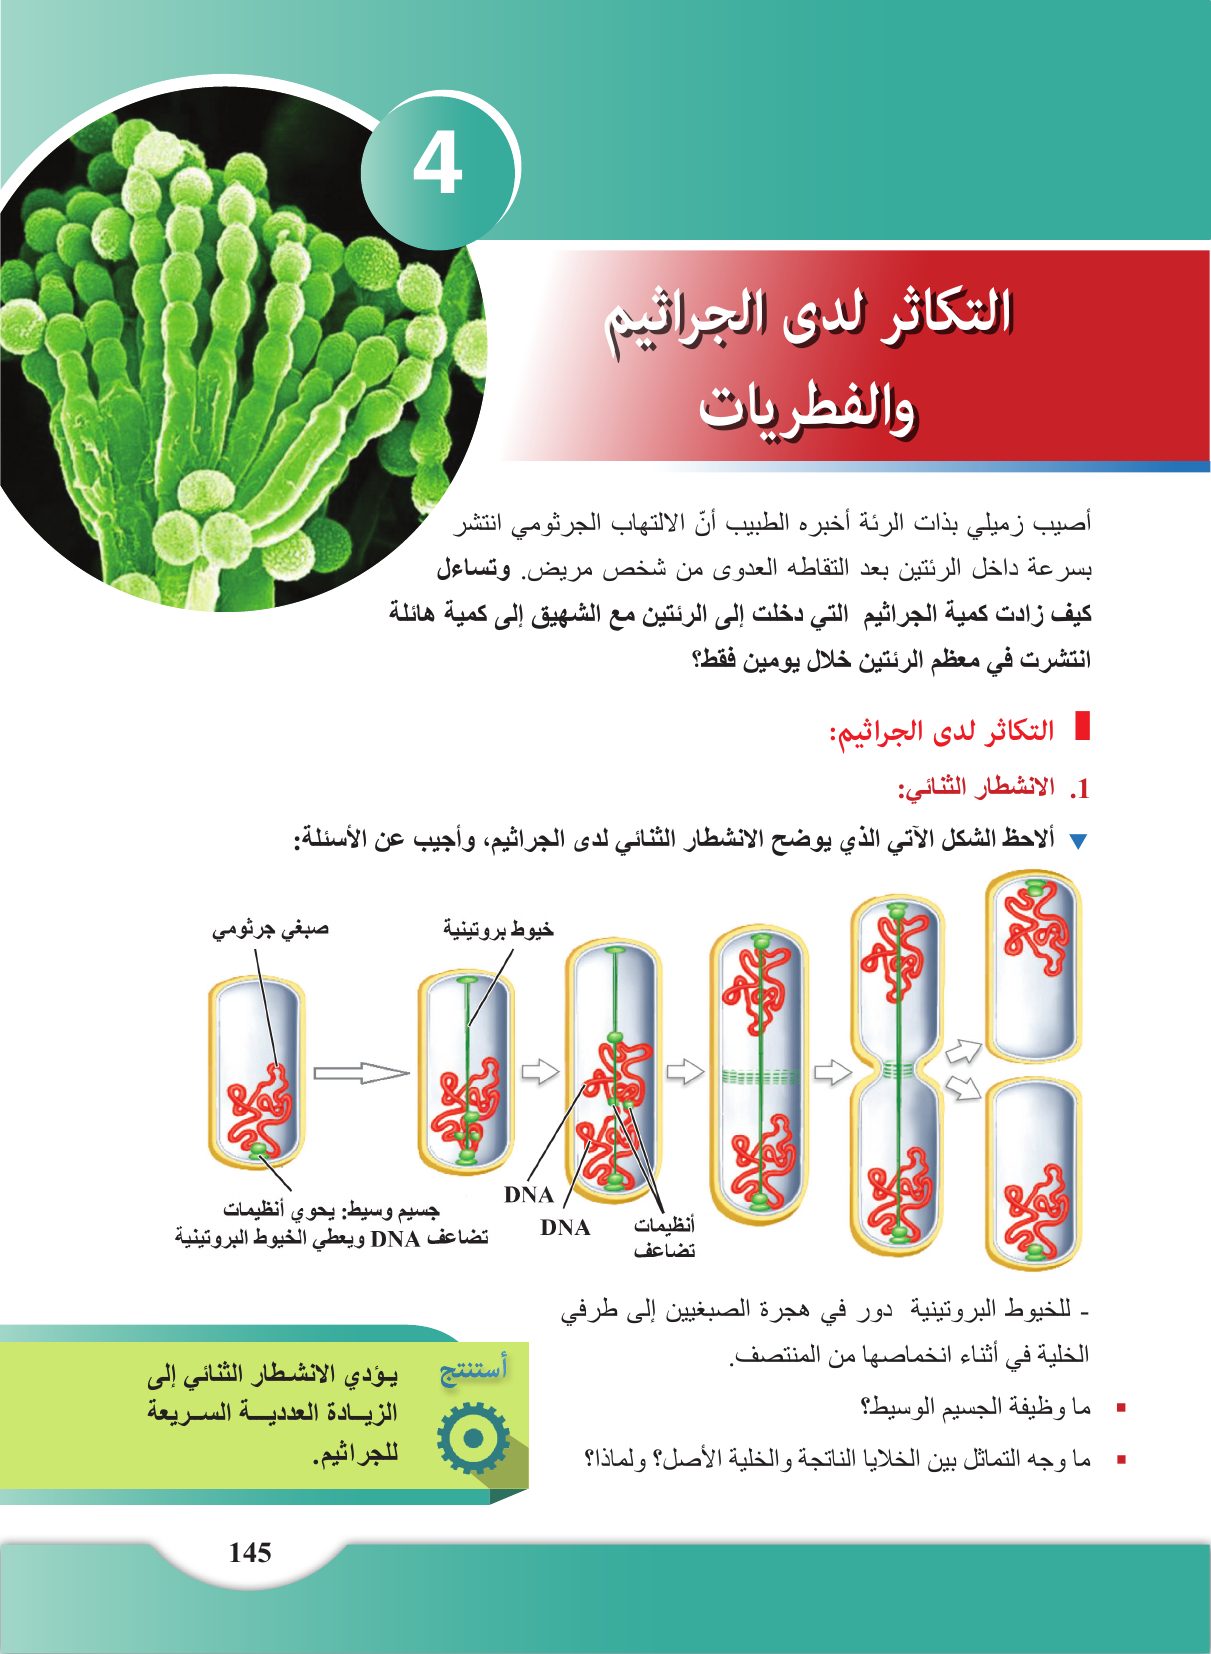 4
التكاثر لدى الجراثيم
والفطريات
أصيب زميلي بذات الرئة أخبره الطبيب أنّ الالتهاب الجرثومي انتشر
بسرعة داخل الرئتين بعد التقاطه العدوى من شخص مريض. وتساءل
كيف زادت كمية الجراثيم التي دخلت إلى الرئتين مع الشهيق إلى كمية هائلة
انتشرت في معظم الرئتين خلال يومين فقط؟
التكاثر لدى الجراثيم:
1. الانشطار الثنائي:
ألاحظ الشكل الآتي الذي يوضح الانشطار الثنائي لدى الجراثيم، وأجيب عن الأسئلة:
خيوط بروتينية
صبغي جرثومي
DNA
DNA
أنظيمات
تضاعف
جسيم وسيط: يحوي أنظيمات
تضاعف DNA ويعطي الخيوط البروتينية
- للخيوط البروتينية دور في هجرة الصبغيين إلى طرفي
الخلية في أثناء انخماصها من المنتصف.
ما وظيفة الجسيم الوسيط؟
ما وجه التماثل بين الخلايا الناتجة والخلية الأصل؟ ولماذا؟
أستنتج
يؤدي الانشطار الثنائي إلى
الزيادة العددية السريعة
للجراثيم.
145